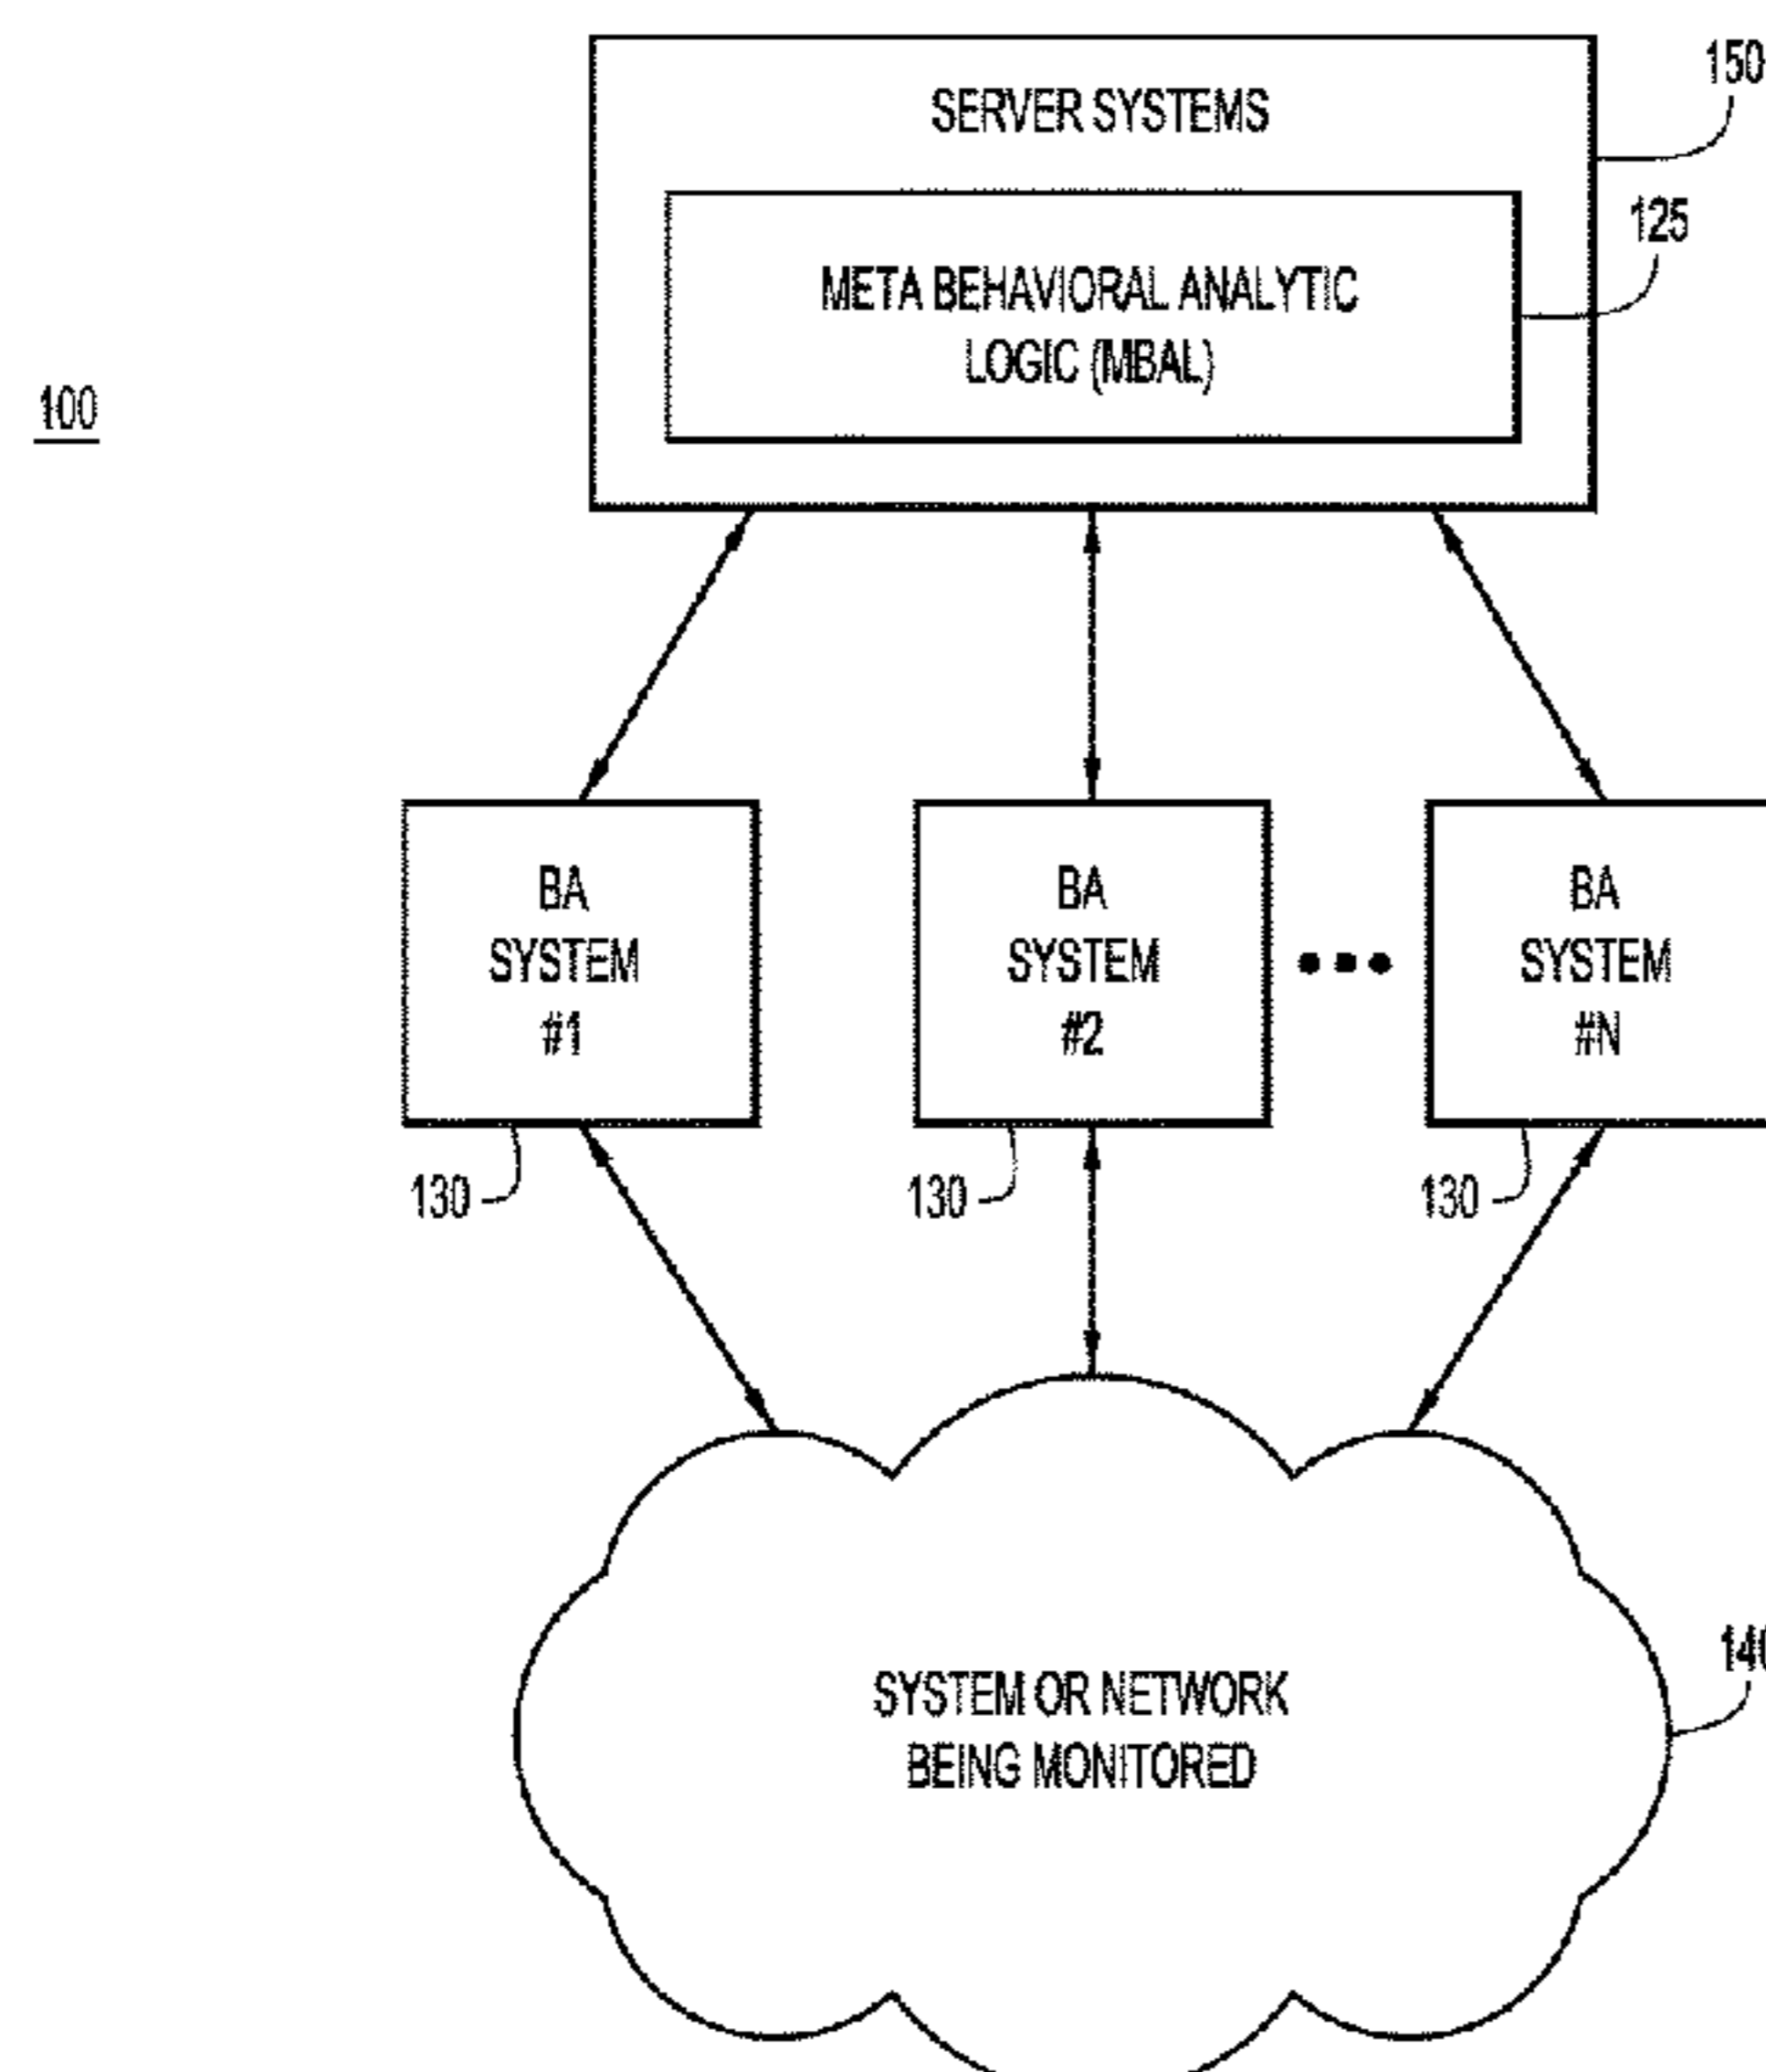 150
SERVER SYSTEMS
125
META BEHAVIORAL ANALYTIC
LOGIC (MBAL)
100
BA
SYSTEM
#1
BA
SYSTEM
#2
BA
SYSTEM
#N
130
130
130
140
SYSTEM OR NETWORK
BEING MONITORED